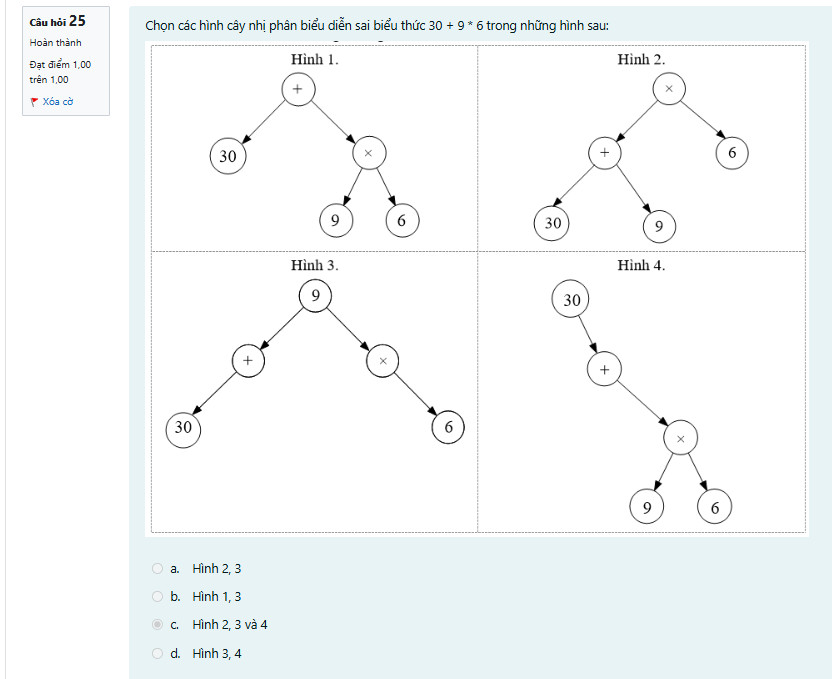 Câu hỏi 25
Hoàn thành
Đạt điểm 1,00
trên 1,00
Xóa cờ
Chọn các hình cây nhị phân biểu diễn sai biểu thức 30 + 9 * 6 trong những hình sau:
Hình 1.
+
30
×
9
6
Hình 2.
×
+
6
30
9
Hình 3.
9
+
×
30
6
Hình 4.
30
+
×
9
6
a. Hình 2, 3
b. Hình 1, 3
c. Hình 2, 3 và 4
d. Hình 3, 4